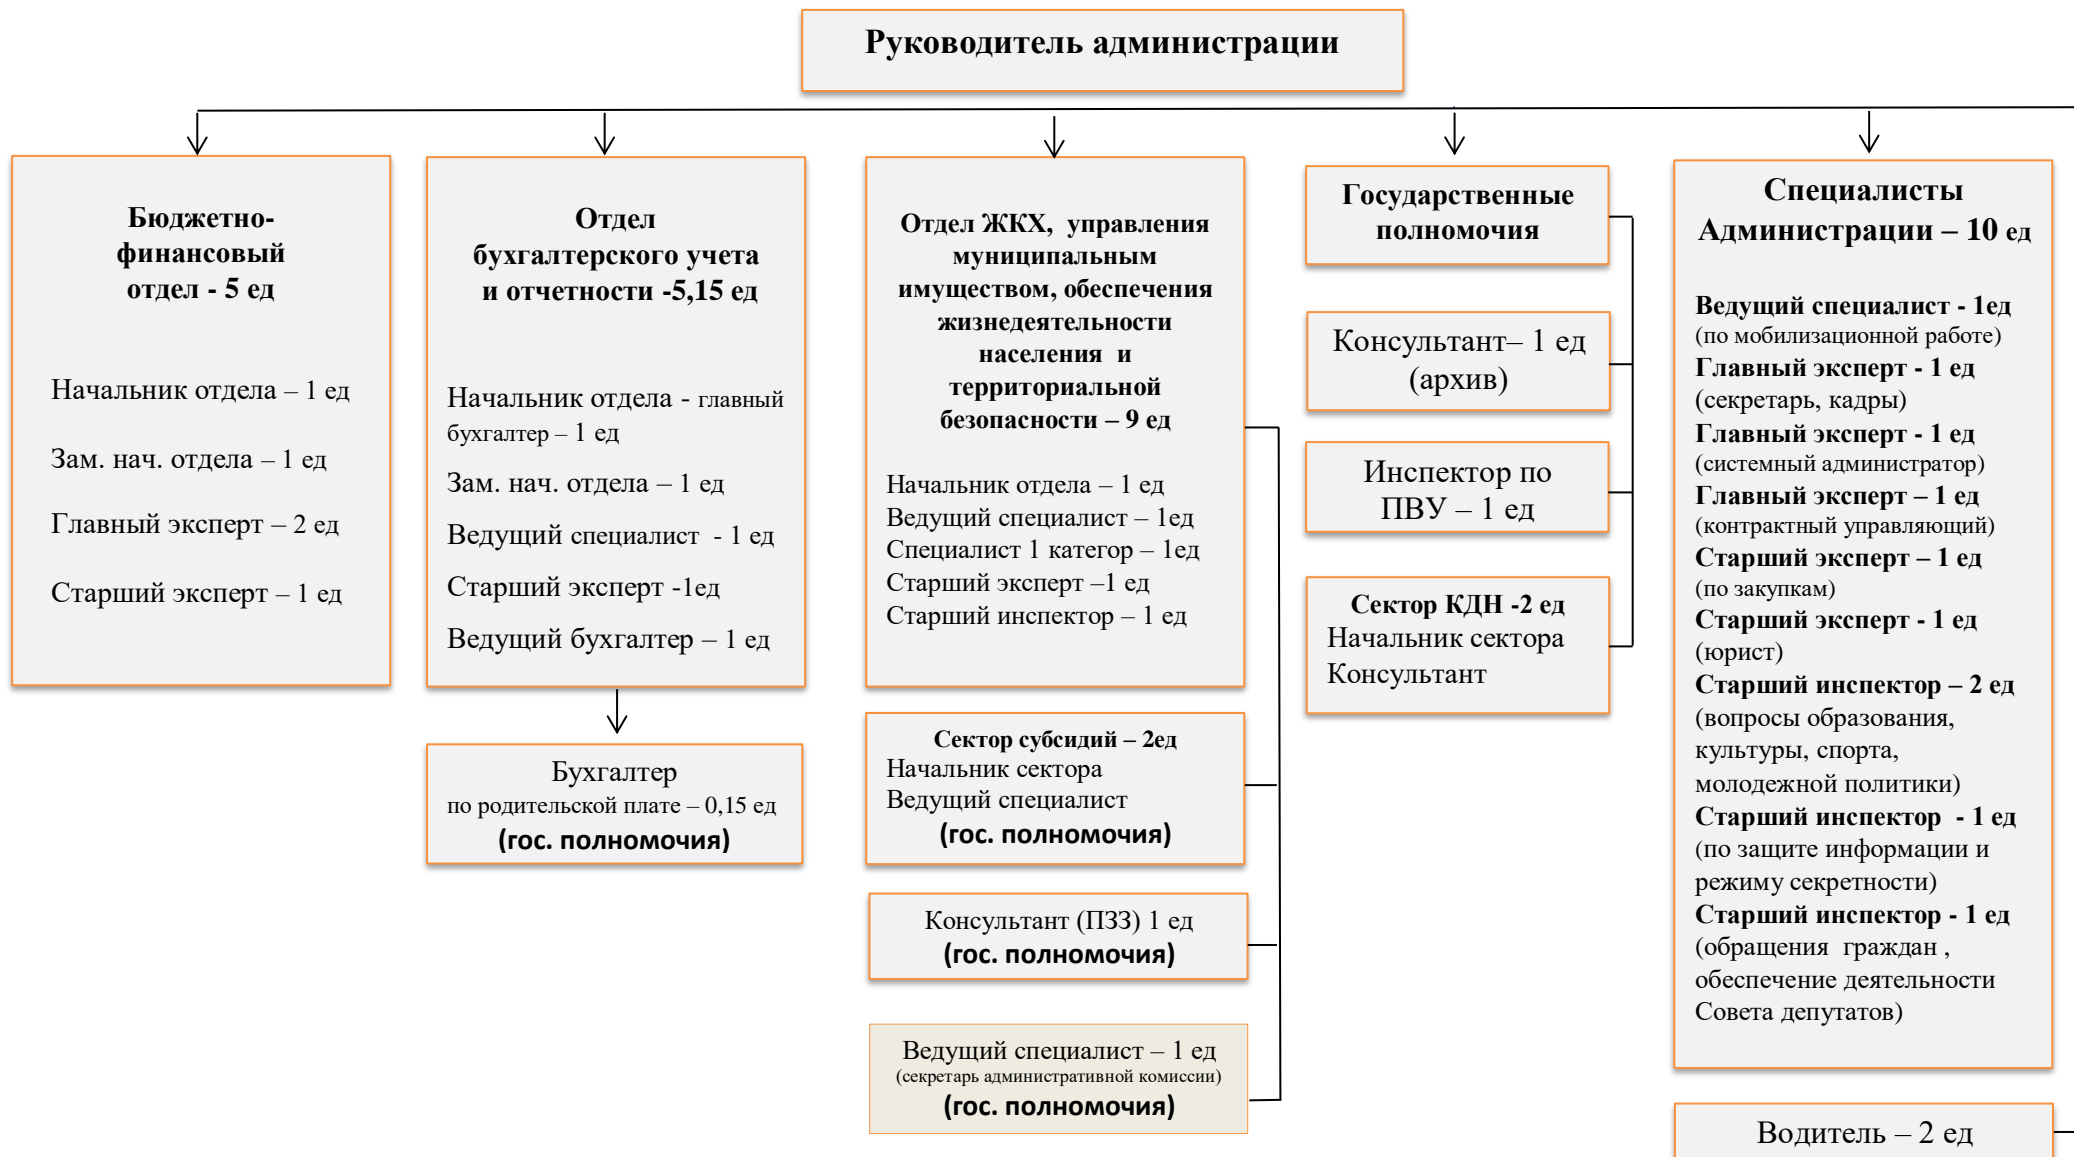 Руководитель администрации
Бюджетно-
финансовый
отдел - 5 ед
Начальник отдела – 1 ед
Зам. нач. отдела – 1 ед
Главный эксперт – 2 ед
Старший эксперт – 1 ед
Отдел
бухгалтерского учета
и отчетности -5,15 ед
Начальник отдела - главный
бухгалтер – 1 ед
Зам. нач. отдела – 1 ед
Ведущий специалист - 1 ед
Старший эксперт -1ед
Ведущий бухгалтер – 1 ед
Бухгалтер
по родительской плате – 0,15 ед
(гос. полномочия)
Отдел ЖКХ, управления
муниципальным
имуществом, обеспечения
жизнедеятельности
населения и
территориальной
безопасности – 9 ед
Начальник отдела – 1 ед
Ведущий специалист – 1ед
Специалист 1 категор – 1ед
Старший эксперт –1 ед
Старший инспектор – 1 ед
Сектор субсидий – 2ед
Начальник сектора
Ведущий специалист
(гос. полномочия)
Консультант (ПЗЗ) 1 ед
(гос. полномочия)
Ведущий специалист – 1 ед
(секретарь административной комиссии)
(гос. полномочия)
Государственные
полномочия
Консультант– 1 ед
(архив)
Инспектор по
ПВУ – 1 ед
Сектор КДН -2 ед
Начальник сектора
Консультант
Специалисты
Администрации – 10 ед
Ведущий специалист - 1ед
(по мобилизационной работе)
Главный эксперт - 1 ед
(секретарь, кадры)
Главный эксперт - 1 ед
(системный администратор)
Главный эксперт – 1 ед
(контрактный управляющий)
Старший эксперт – 1 ед
(по закупкам)
Старший эксперт - 1 ед
(юрист)
Старший инспектор – 2 ед
(вопросы образования,
культуры, спорта,
молодежной политики)
Старший инспектор - 1 ед
(по защите информации и
режиму секретности)
Старший инспектор - 1 ед
(обращения граждан ,
обеспечение деятельности
Совета депутатов)
Водитель – 2 ед